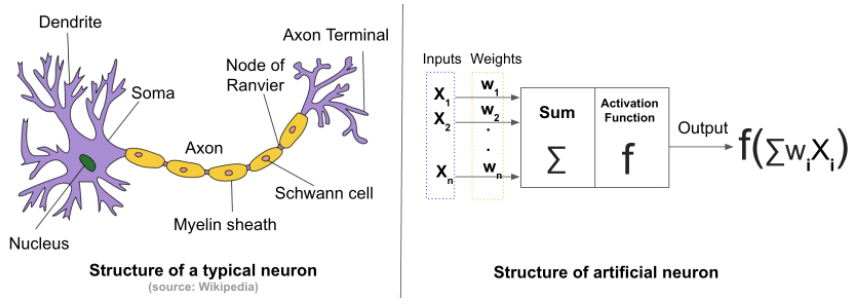 Dendrite
Axon Terminal
Node of
Ranvier
Soma
Axon
Schwann cell
Myelin sheath
Nucleus
Structure of a typical neuron
(source: Wikipedia)
Inputs
Weights
X₁
w₁
X₂
w₂
.
.
Xₙ
wₙ
Sum
Σ
Activation
Function
f
Output
f(∑wᵢXᵢ)
Structure of artificial neuron